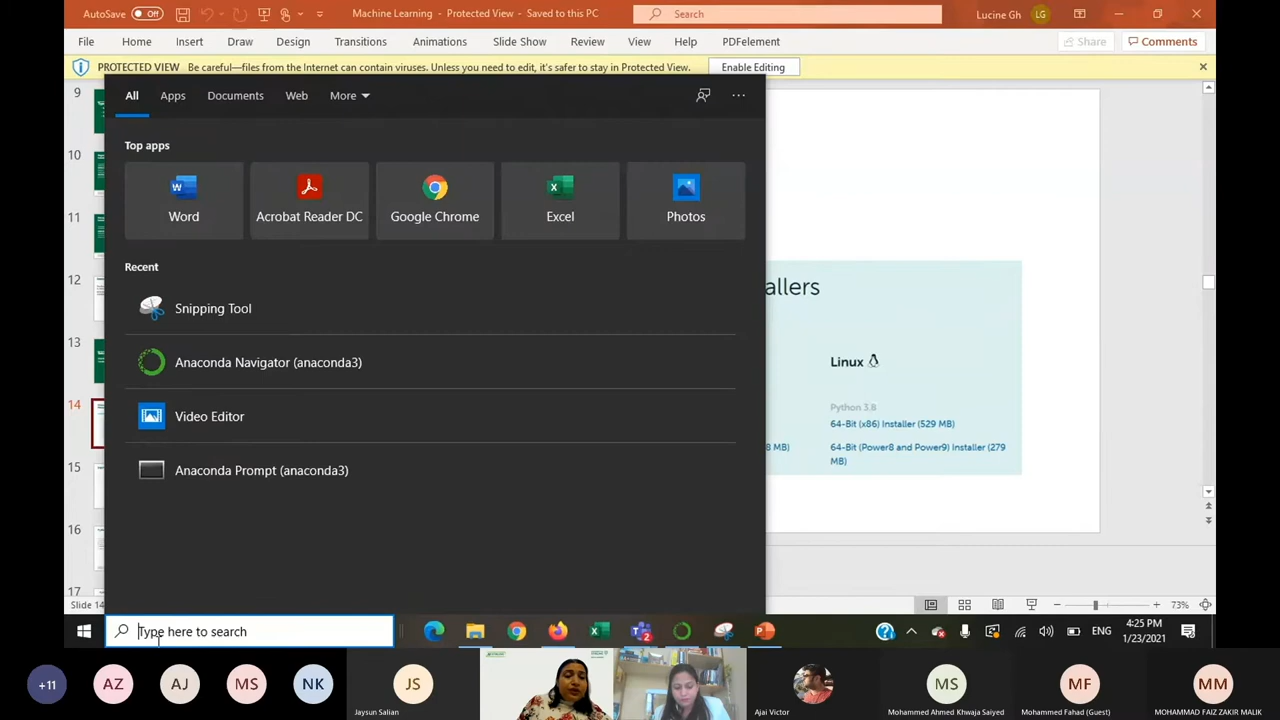 AutoSave Off Machine Learning - Protected View - Saved to this PC Search Lucine Gh LG
File Home Insert Draw Design Transitions Animations Slide Show Review View Help PDFelement Share Comments
PROTECTED VIEW Be careful—files from the Internet can contain viruses. Unless you need to edit, it's safer to stay in Protected View. Enable Editing
9
10
11
12
13
14
15
16
17
All Apps Documents Web More
Top apps
Word Acrobat Reader DC Google Chrome Excel Photos
Recent
Snipping Tool
Anaconda Navigator (anaconda3)
Video Editor
Anaconda Prompt (anaconda3)
allers
Linux
Python 3.8
64-Bit (x86) Installer (529 MB)
8 MB) 64-Bit (Power8 and Power9) Installer (279
MB)
Slide 14 73%
Type here to search
ENG 4:25 PM
1/23/2021
+11 AZ AJ MS NK JS MS MF MM
Jaysun Salian Ajai Victor Mohammed Ahmed Khwaja Saiyed Mohammed Fahad (Guest) MOHAMMAD FAIZ ZAKIR MALIK